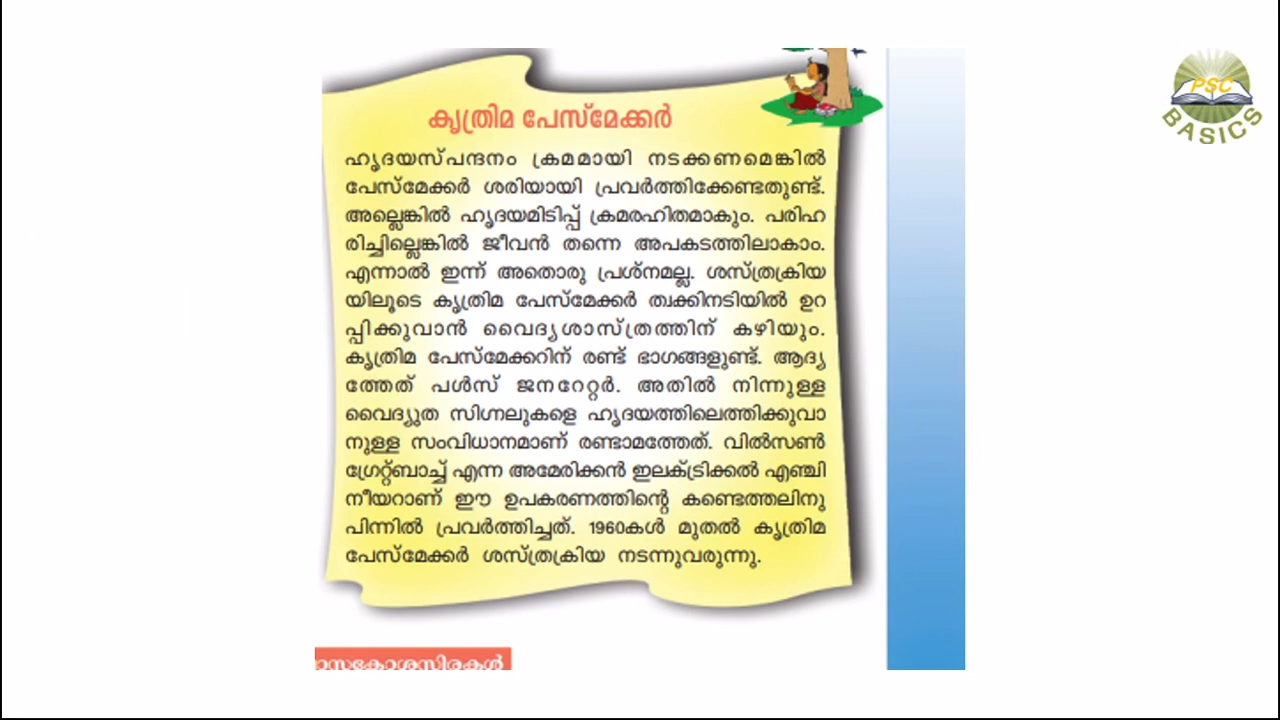 PSC
BASICS
കൃത്രിമ പേസ്മേക്കർ
ഹൃദയസ്പന്ദനം ക്രമമായി നടക്കണമെങ്കിൽ
പേസ്മേക്കർ ശരിയായി പ്രവർത്തിക്കേണ്ടതുണ്ട്.
അല്ലെങ്കിൽ ഹൃദയമിടിപ്പ് ക്രമരഹിതമാകും. പരിഹ
രിച്ചില്ലെങ്കിൽ ജീവൻ തന്നെ അപകടത്തിലാകാം.
എന്നാൽ ഇന്ന് അതൊരു പ്രശ്നമല്ല. ശസ്ത്രക്രിയ
യിലൂടെ കൃത്രിമ പേസ്മേക്കർ ത്വക്കിനടിയിൽ ഉറ
പ്പിക്കുവാൻ വൈദ്യശാസ്ത്രത്തിന് കഴിയും.
കൃത്രിമ പേസ്മേക്കറിന് രണ്ട് ഭാഗങ്ങളുണ്ട്. ആദ്യ
ത്തേത് പൾസ് ജനറേറ്റർ. അതിൽ നിന്നുള്ള
വൈദ്യുത സിഗ്നലുകളെ ഹൃദയത്തിലെത്തിക്കുവാ
നുള്ള സംവിധാനമാണ് രണ്ടാമത്തേത്. വിൽസൺ
ഗ്രേറ്റ്ബാച്ച് എന്ന അമേരിക്കൻ ഇലക്ട്രിക്കൽ എഞ്ചി
നീയറാണ് ഈ ഉപകരണത്തിന്റെ കണ്ടെത്തലിനു
പിന്നിൽ പ്രവർത്തിച്ചത്. 1960കൾ മുതൽ കൃത്രിമ
പേസ്മേക്കർ ശസ്ത്രക്രിയ നടന്നുവരുന്നു.